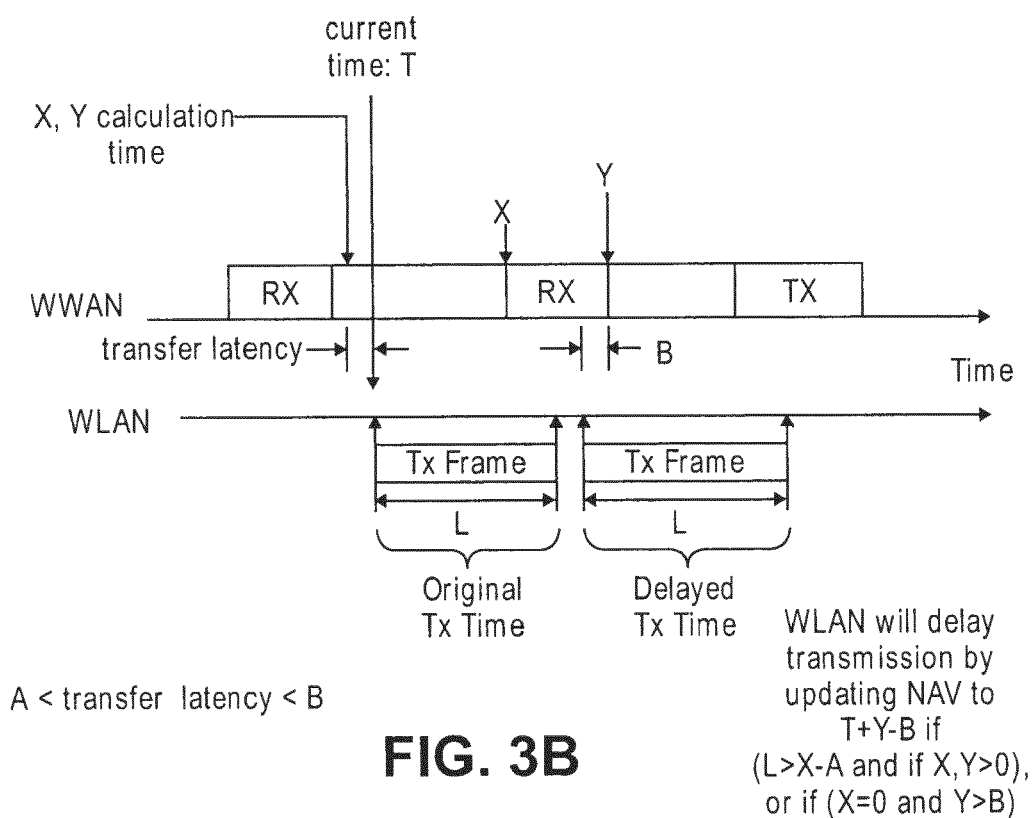 current
time: T
X, Y calculation
time
X
Y
RX
RX
TX
WWAN
transfer latency
B
Time
WLAN
Tx Frame
Tx Frame
L
L
Original
Tx Time
Delayed
Tx Time
WLAN will delay
transmission by
updating NAV to
T+Y-B if
(L>X-A and if X,Y>0),
or if (X=0 and Y>B)
A < transfer latency < B
FIG. 3B